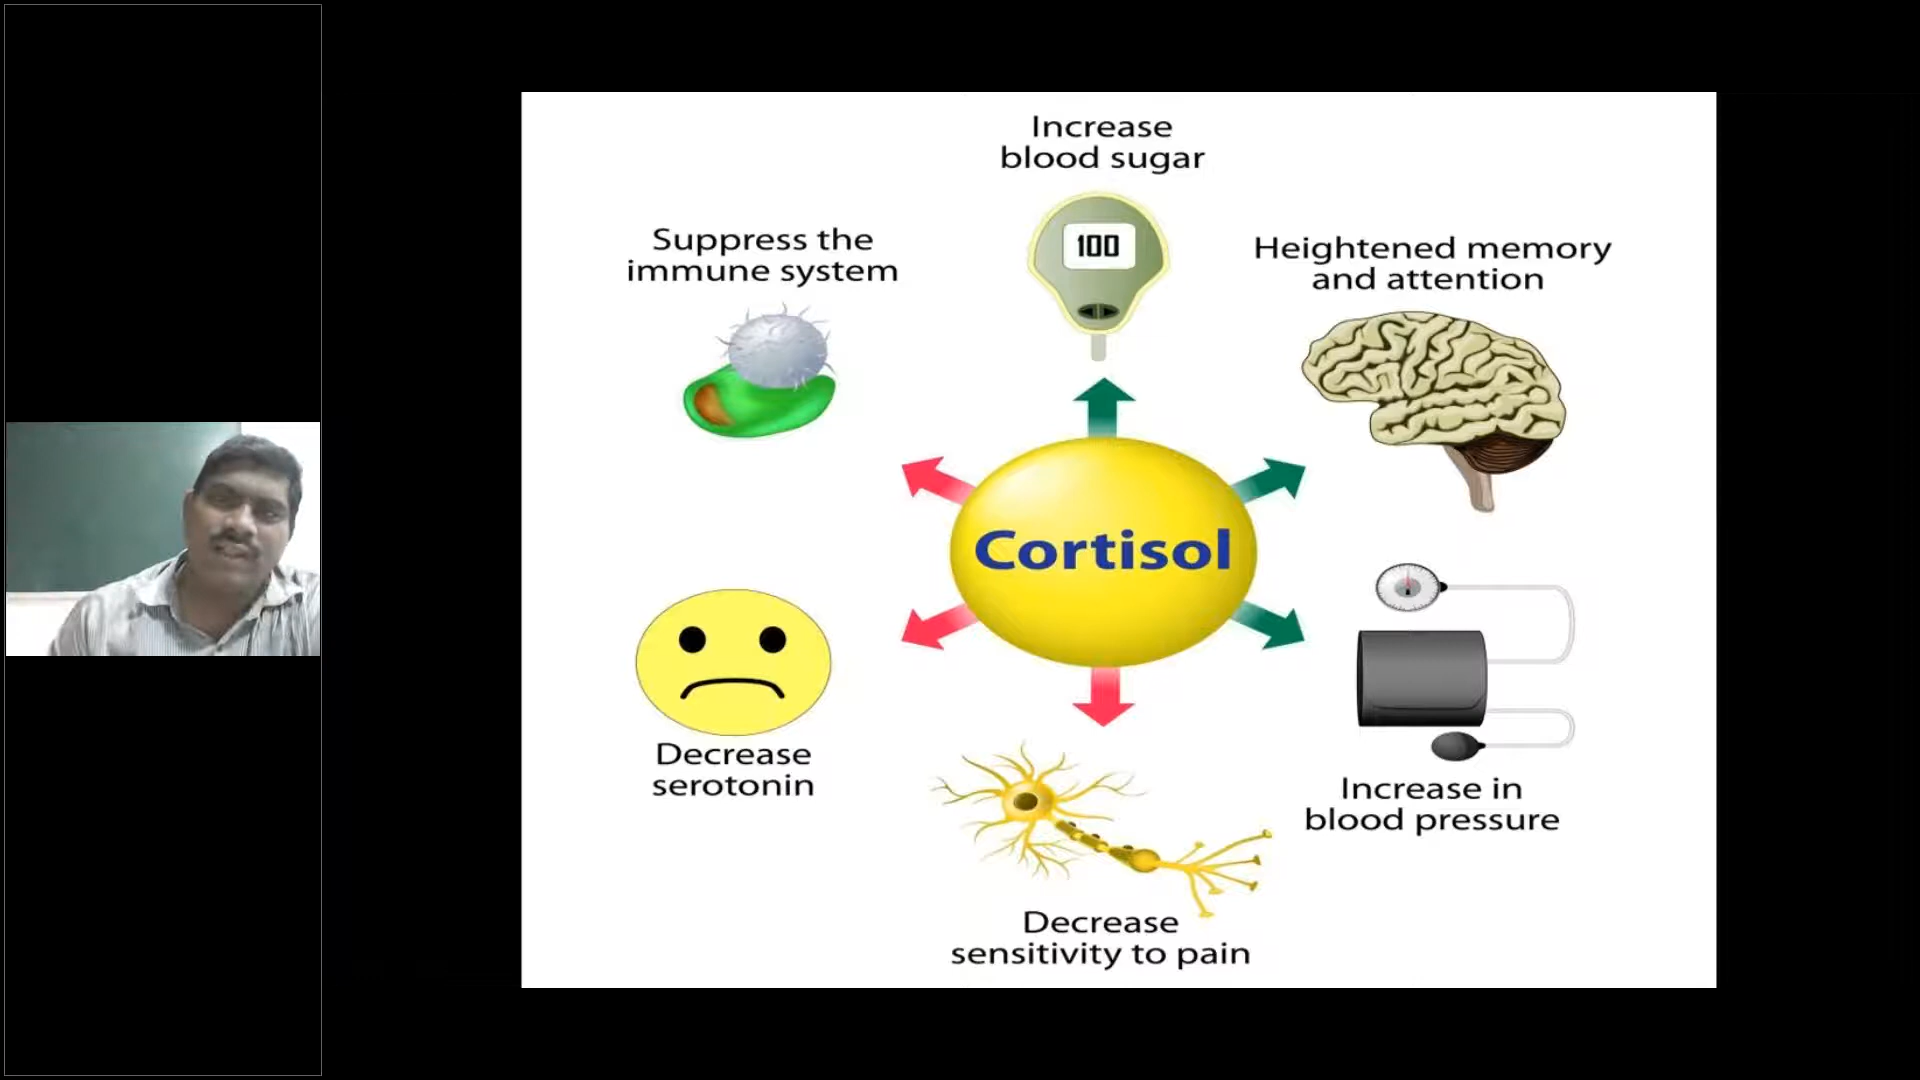 Increase
blood sugar
100
Suppress the
immune system
Heightened memory
and attention
Cortisol
Decrease
serotonin
Increase in
blood pressure
Decrease
sensitivity to pain